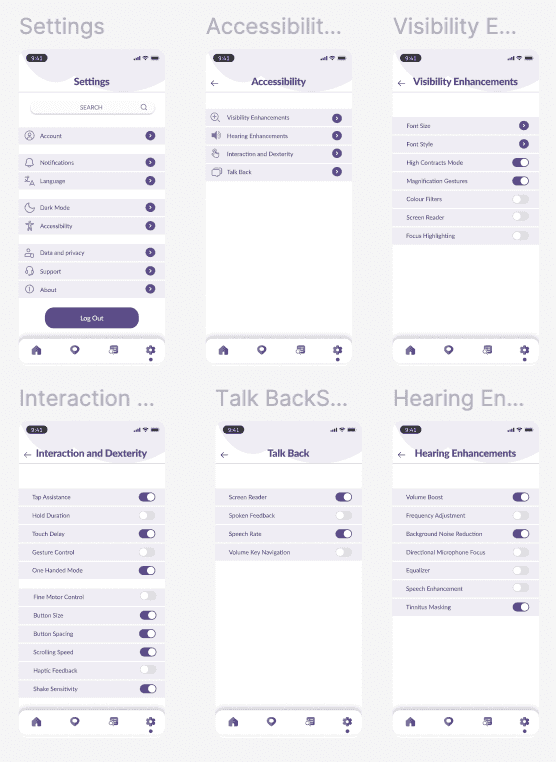 Settings
9:41
Settings
SEARCH
Account
Notifications
Language
Dark Mode
Accessibility
Data and privacy
Support
About
Log Out
Accessibilit...
9:41
Accessibility
Visibility Enhancements
Hearing Enhancements
Interaction and Dexterity
Talk Back
Visibility E...
9:41
Visibility Enhancements
Font Size
Font Style
High Contracts Mode
Magnification Gestures
Colour Filters
Screen Reader
Focus Highlighting
Interaction ...
9:41
Interaction and Dexterity
Tap Assistance
Hold Duration
Touch Delay
Gesture Control
One Handed Mode
Fine Motor Control
Button Size
Button Spacing
Scrolling Speed
Haptic Feedback
Shake Sensitivity
Talk BackS...
9:41
Talk Back
Screen Reader
Spoken Feedback
Speech Rate
Volume Key Navigation
Hearing En...
9:41
Hearing Enhancements
Volume Boost
Frequency Adjustment
Background Noise Reduction
Directional Microphone Focus
Equalizer
Speech Enhancement
Tinnitus Masking